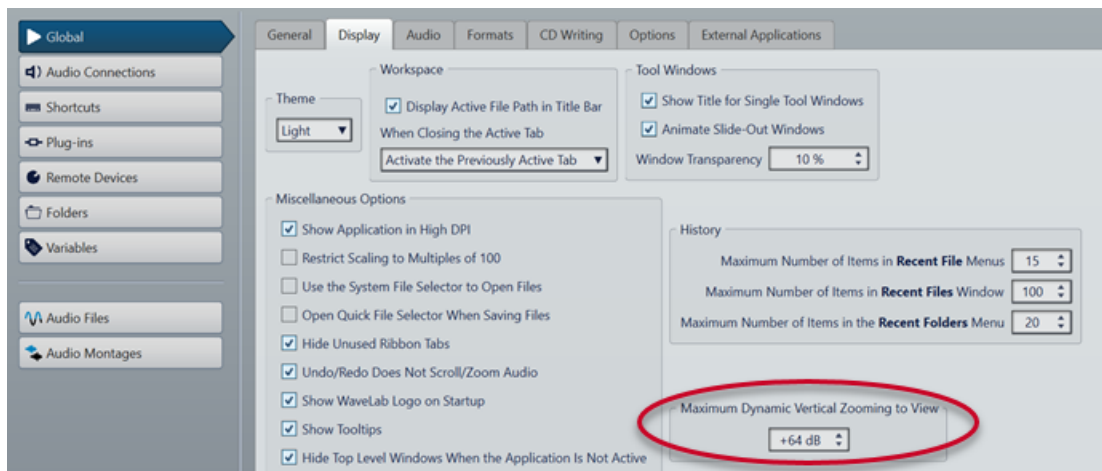 Global
Audio Connections
Shortcuts
Plug-ins
Remote Devices
Folders
Variables
Audio Files
Audio Montages
General Display Audio Formats CD Writing Options External Applications
Theme
Light
Workspace
Display Active File Path in Title Bar
When Closing the Active Tab
Activate the Previously Active Tab
Tool Windows
Show Title for Single Tool Windows
Animate Slide-Out Windows
Window Transparency 10 %
Miscellaneous Options
Show Application in High DPI
Restrict Scaling to Multiples of 100
Use the System File Selector to Open Files
Open Quick File Selector When Saving Files
Hide Unused Ribbon Tabs
Undo/Redo Does Not Scroll/Zoom Audio
Show WaveLab Logo on Startup
Show Tooltips
Hide Top Level Windows When the Application Is Not Active
History
Maximum Number of Items in Recent File Menus 15
Maximum Number of Items in Recent Files Window 100
Maximum Number of Items in the Recent Folders Menu 20
Maximum Dynamic Vertical Zooming to View
+64 dB